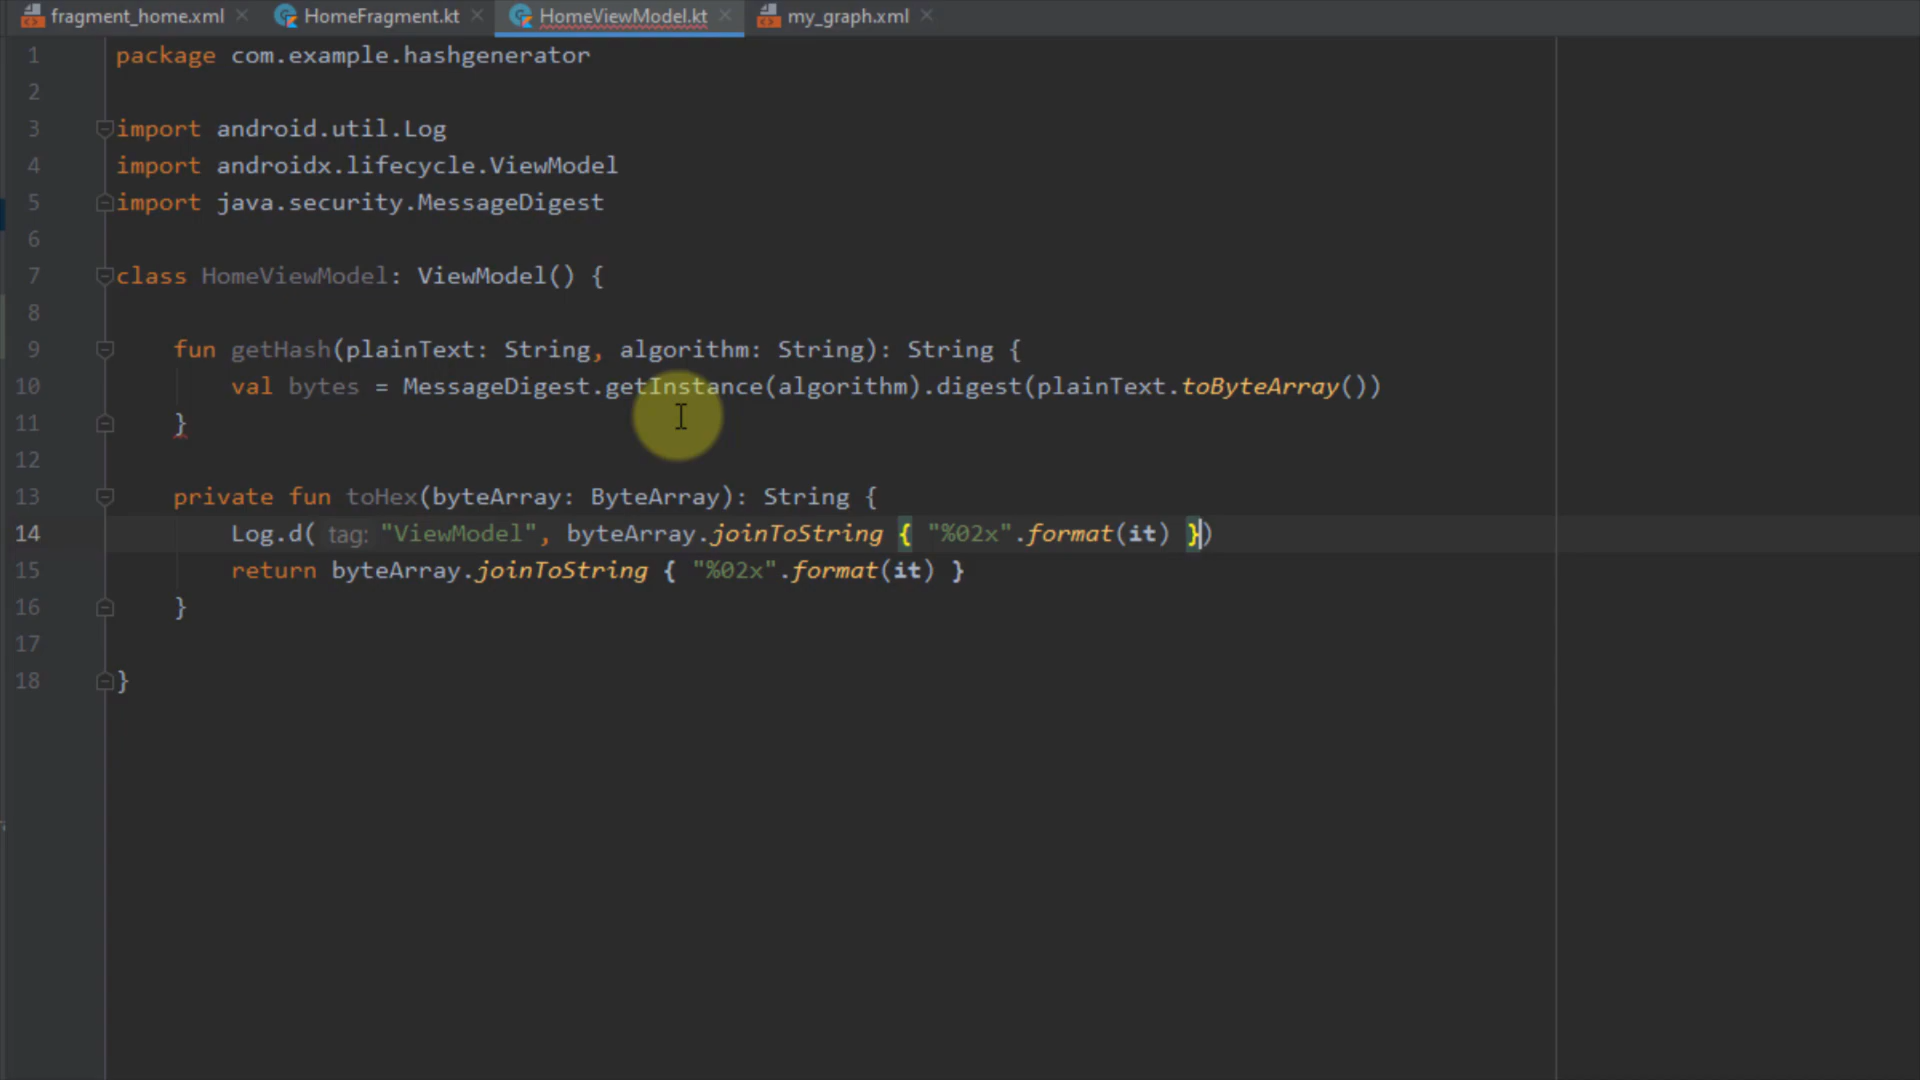 fragment_home.xml HomeFragment.kt HomeViewModel.kt my_graph.xml
1 package com.example.hashgenerator
2
3 import android.util.Log
4 import androidx.lifecycle.ViewModel
5 import java.security.MessageDigest
6
7 class HomeViewModel: ViewModel() {
8
9 fun getHash(plainText: String, algorithm: String): String {
10 val bytes = MessageDigest.getInstance(algorithm).digest(plainText.toByteArray())
11 }
12
13 private fun toHex(byteArray: ByteArray): String {
14 Log.d( tag: "ViewModel", byteArray.joinToString { "%02x".format(it) })
15 return byteArray.joinToString { "%02x".format(it) }
16 }
17
18 }